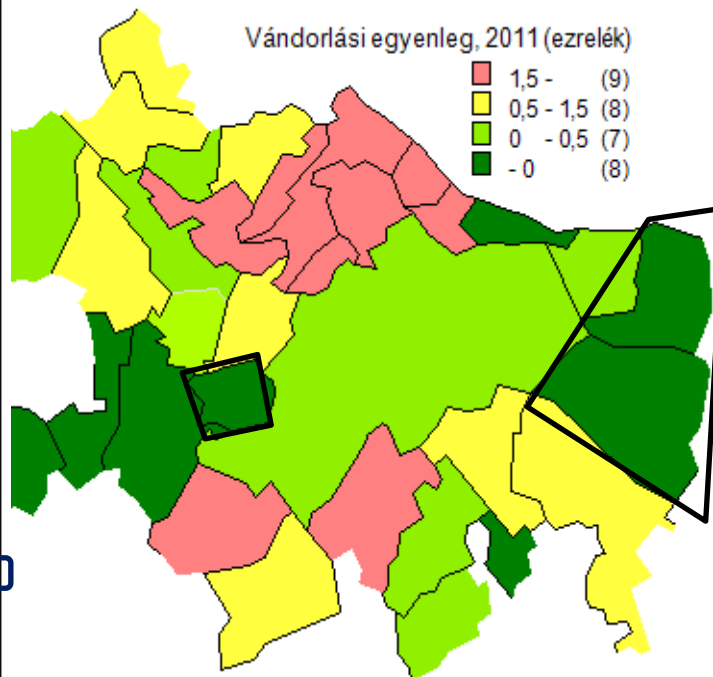 Vándorlási egyenleg, 2011 (ezrelék)
1,5 - (9)
0,5 - 1,5 (8)
0 - 0,5 (7)
- 0 (8)